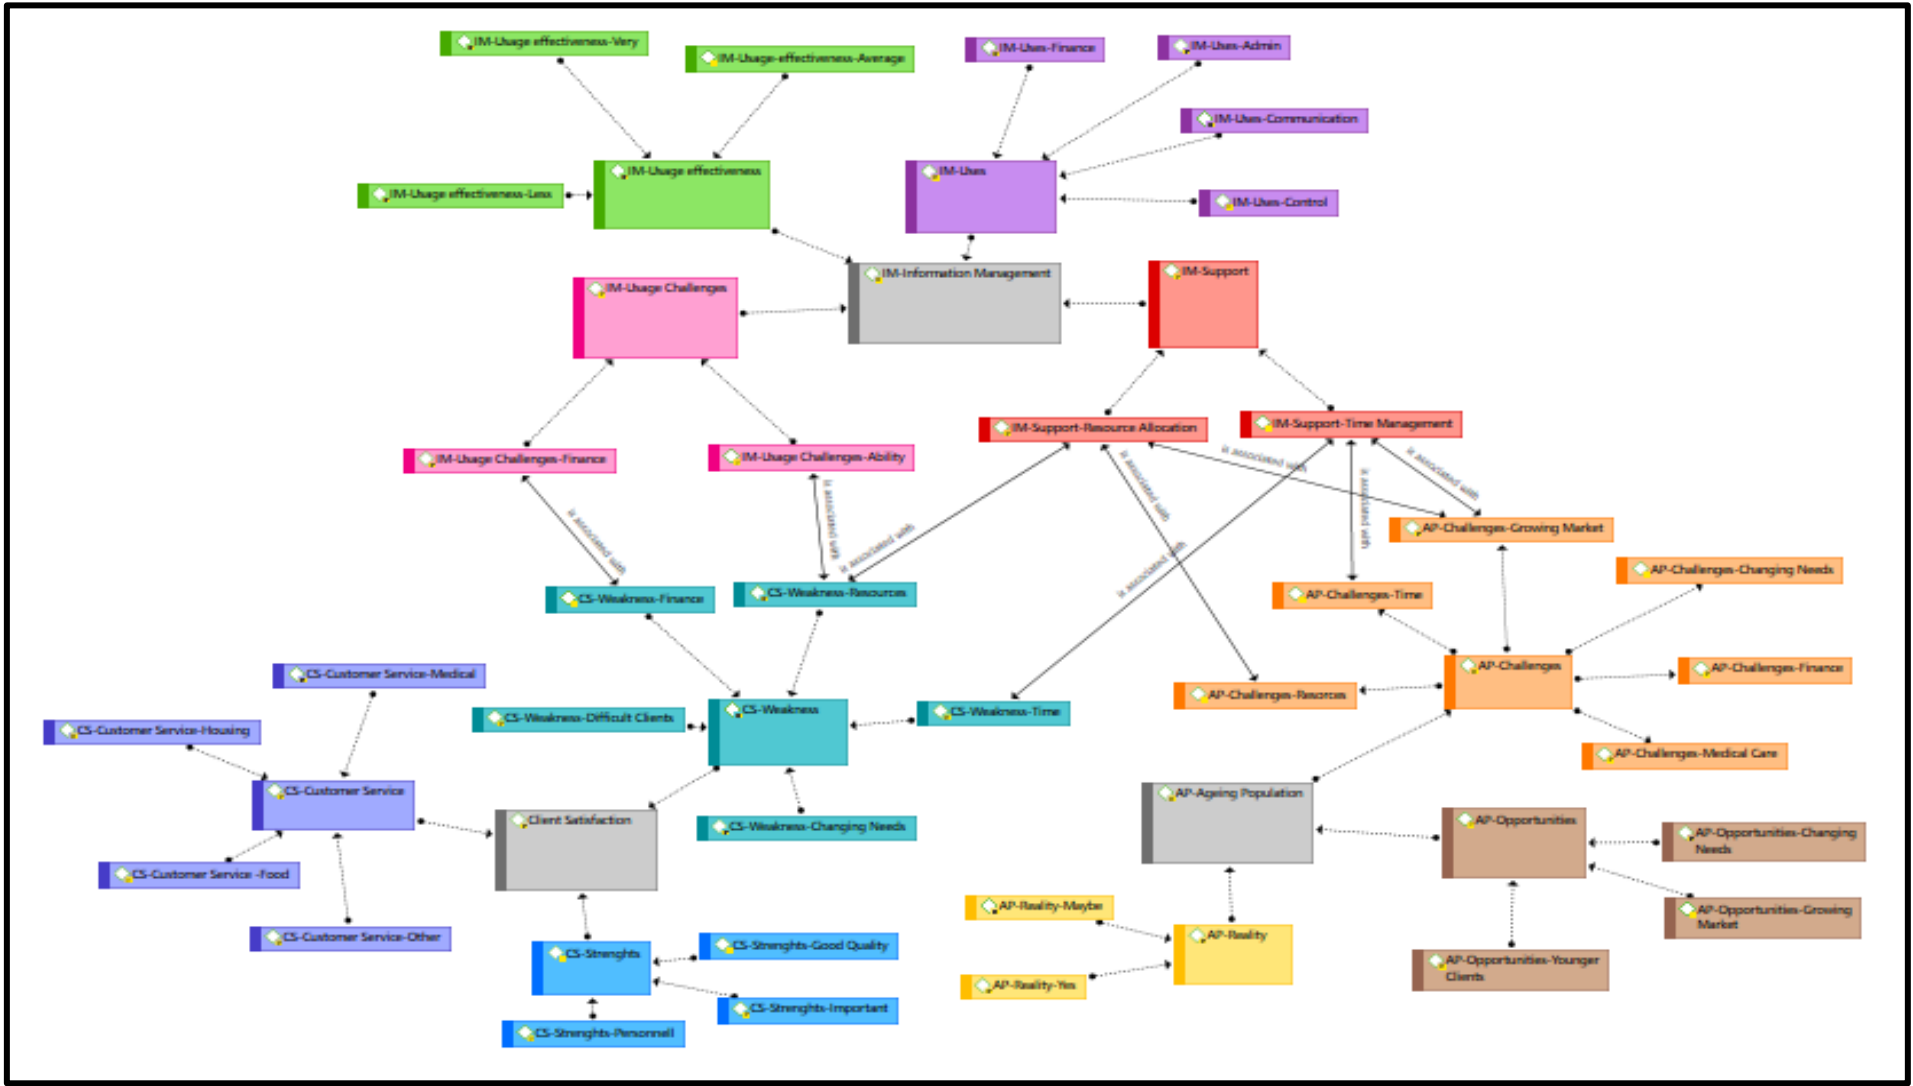 IM-Usage effectiveness-Very
IM-Usage-effectiveness-Average
IM-Uses-Finance
IM-Uses-Admin
IM-Uses-Communication
IM-Usage effectiveness
IM-Uses
IM-Usage effectiveness-Less
IM-Uses-Control
IM-Information Management
IM-Support
IM-Usage Challenges
IM-Support-Resource Allocation
IM-Support-Time Management
IM-Usage Challenges-Finance
IM-Usage Challenges-Ability
is associated with
is associated with
is associated with
is associated with
is associated with
is associated with
is associated with
is associated with
AP-Challenges-Growing Market
AP-Challenges-Changing Needs
CS-Weakness-Finance
CS-Weakness-Resources
AP-Challenges-Time
CS-Customer Service-Medical
AP-Challenges
AP-Challenges-Finance
AP-Challenges-Resorces
CS-Customer Service-Housing
CS-Weakness-Difficult Clients
CS-Weakness
CS-Weakness-Time
AP-Challenges-Medical Care
CS-Customer Service
AP-Ageing Population
Client Satisfaction
CS-Weakness-Changing Needs
AP-Opportunities
AP-Opportunities-Changing
Needs
CS-Customer Service -Food
AP-Reality-Maybe
AP-Opportunities-Growing
Market
CS-Customer Service-Other
CS-Strenghts
CS-Strenghts-Good Quality
AP-Reality
AP-Opportunities-Younger
Clients
AP-Reality-Yes
CS-Strenghts-Important
CS-Strenghts-Personnell